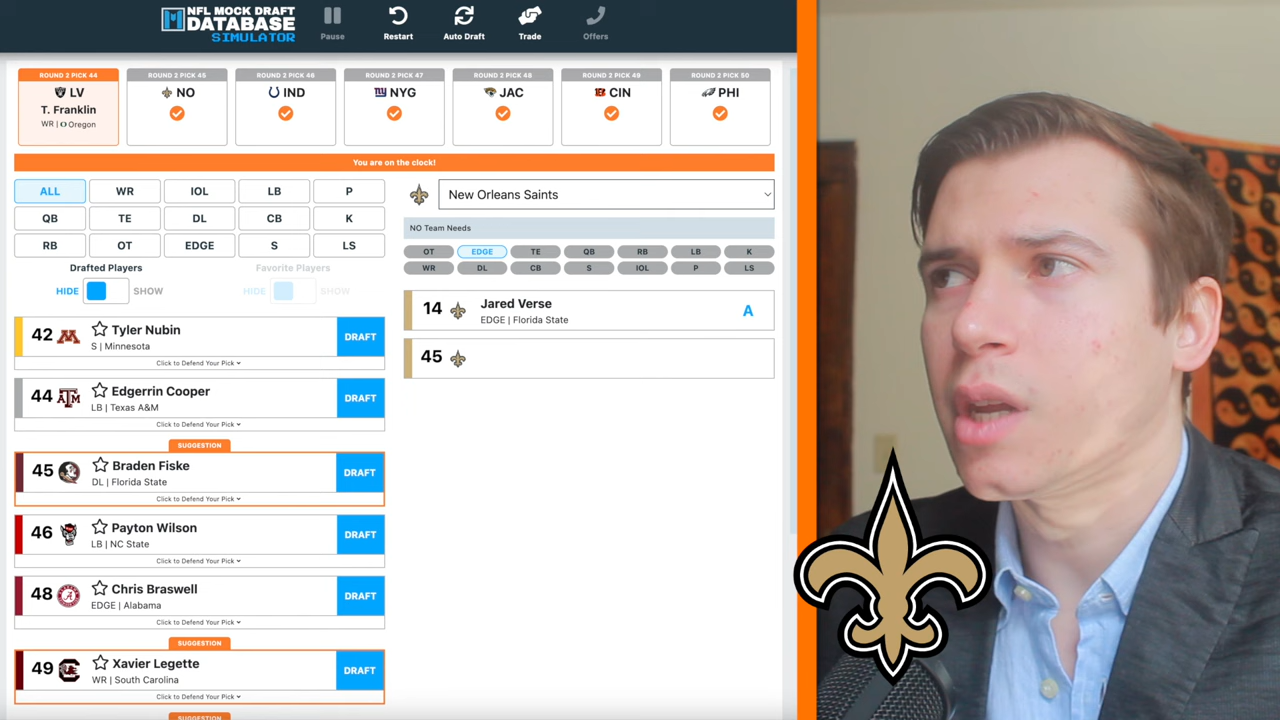 NFL MOCK DRAFT
DATABASE
SIMULATOR
Pause
Restart
Auto Draft
Trade
Offers
ROUND 2 PICK 44
LV
T. Franklin
WR | Oregon
ROUND 2 PICK 45
NO
ROUND 2 PICK 46
IND
ROUND 2 PICK 47
NYG
ROUND 2 PICK 48
JAC
ROUND 2 PICK 49
CIN
ROUND 2 PICK 50
PHI
You are on the clock!
ALL WR IOL LB P
QB TE DL CB K
RB OT EDGE S LS
Drafted Players
HIDE SHOW
Favorite Players
HIDE SHOW
42 Tyler Nubin
S | Minnesota
DRAFT
Click to Defend Your Pick
44 Edgerrin Cooper
LB | Texas A&M
DRAFT
Click to Defend Your Pick
SUGGESTION
45 Braden Fiske
DL | Florida State
DRAFT
Click to Defend Your Pick
46 Payton Wilson
LB | NC State
DRAFT
Click to Defend Your Pick
48 Chris Braswell
EDGE | Alabama
DRAFT
Click to Defend Your Pick
SUGGESTION
49 Xavier Legette
WR | South Carolina
DRAFT
Click to Defend Your Pick
SUGGESTION
New Orleans Saints
NO Team Needs
OT EDGE TE QB RB LB K
WR DL CB S IOL P LS
14 Jared Verse
EDGE | Florida State
A
45